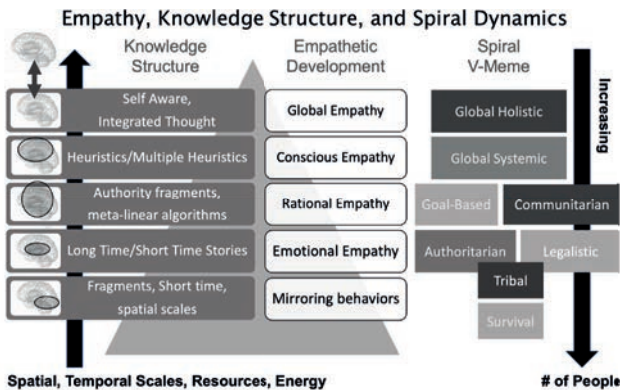 Empathy, Knowledge Structure, and Spiral Dynamics
Knowledge
Structure
Empathetic
Development
Spiral
V-Meme
Self Aware,
Integrated Thought
Global Empathy
Global Holistic
Heuristics/Multiple Heuristics
Conscious Empathy
Global Systemic
Authority fragments,
meta-linear algorithms
Rational Empathy
Goal-Based
Communitarian
Long Time/Short Time Stories
Emotional Empathy
Authoritarian
Legalistic
Fragments, Short time,
spatial scales
Mirroring behaviors
Tribal
Survival
Increasing
Spatial, Temporal Scales, Resources, Energy
# of People